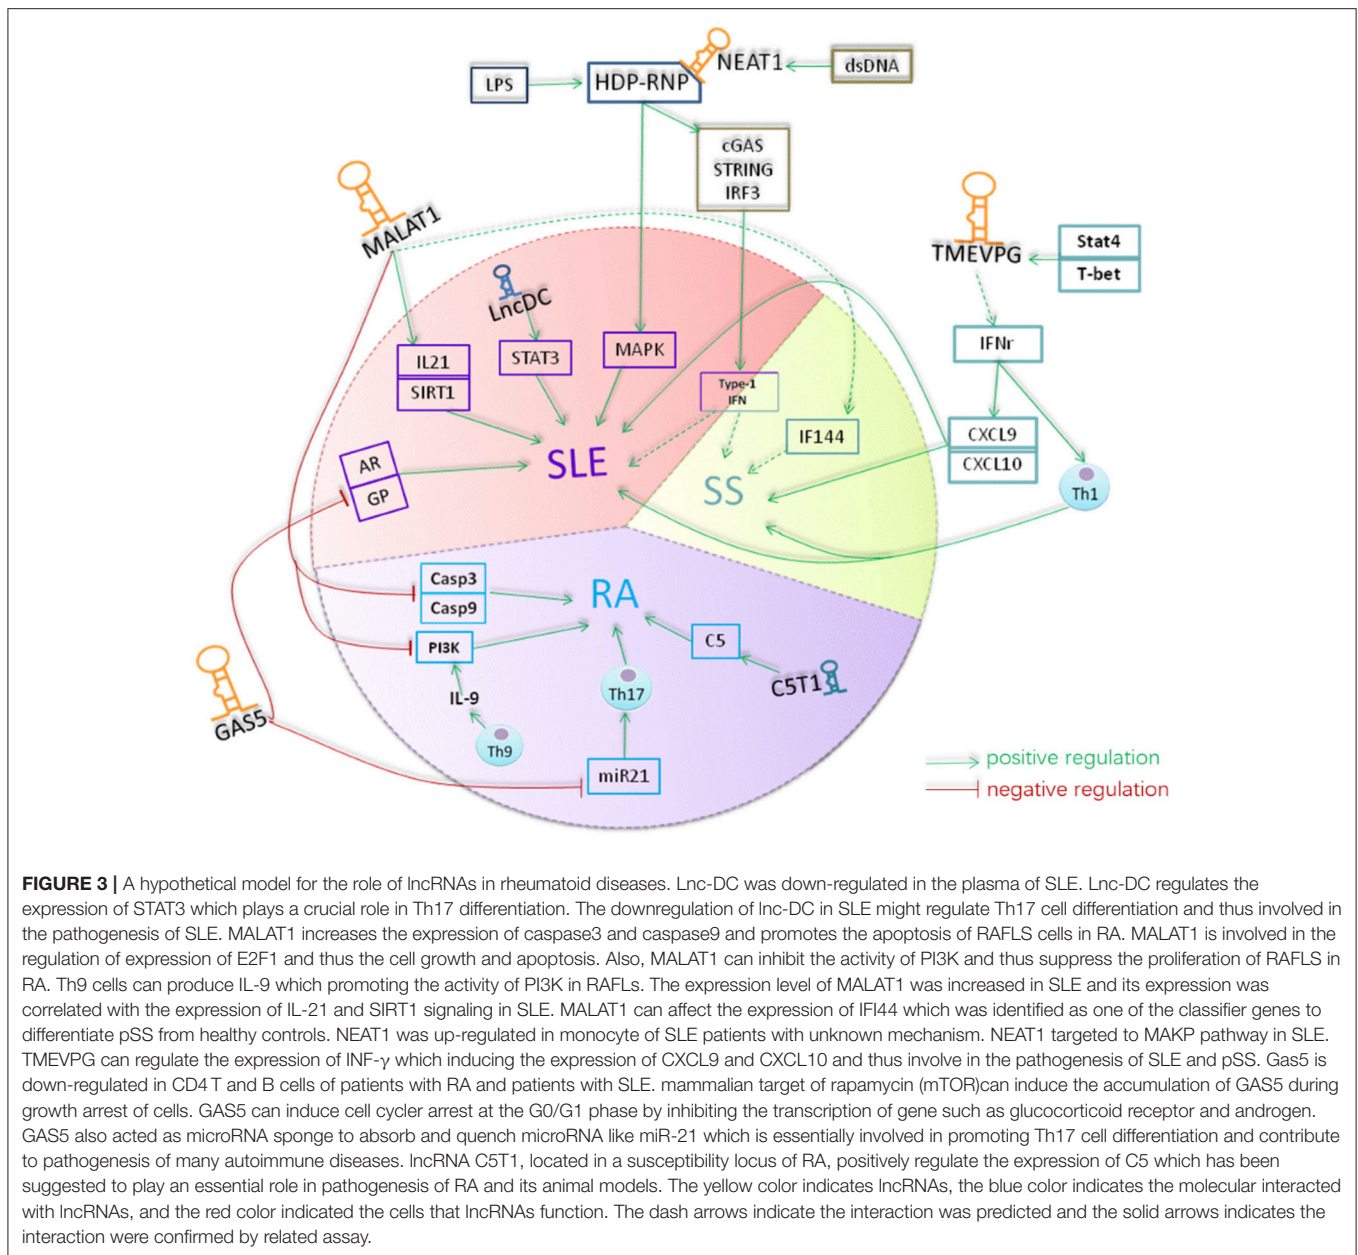 NEAT1
dsDNA
LPS
HDP-RNP
cGAS
STRING
IRF3
MALAT1
TMEVPG
Stat4
T-bet
LncDC
IFNr
IL21
SIRT1
STAT3
MAPK
Type-1
IFN
IF144
CXCL9
CXCL10
AR
GP
SLE
SS
Th1
Casp3
Casp9
RA
PI3K
C5
C5T1
IL-9
Th17
Th9
GAS5
miR21
positive regulation
negative regulation
FIGURE 3 | A hypothetical model for the role of lncRNAs in rheumatoid diseases. Lnc-DC was down-regulated in the plasma of SLE. Lnc-DC regulates the
expression of STAT3 which plays a crucial role in Th17 differentiation. The downregulation of lnc-DC in SLE might regulate Th17 cell differentiation and thus involved in
the pathogenesis of SLE. MALAT1 increases the expression of caspase3 and caspase9 and promotes the apoptosis of RAFLS cells in RA. MALAT1 is involved in the
regulation of expression of E2F1 and thus the cell growth and apoptosis. Also, MALAT1 can inhibit the activity of PI3K and thus suppress the proliferation of RAFLS in
RA. Th9 cells can produce IL-9 which promoting the activity of PI3K in RAFLs. The expression level of MALAT1 was increased in SLE and its expression was
correlated with the expression of IL-21 and SIRT1 signaling in SLE. MALAT1 can affect the expression of IFI44 which was identified as one of the classifier genes to
differentiate pSS from healthy controls. NEAT1 was up-regulated in monocyte of SLE patients with unknown mechanism. NEAT1 targeted to MAKP pathway in SLE.
TMEVPG can regulate the expression of INF-γ which inducing the expression of CXCL9 and CXCL10 and thus involve in the pathogenesis of SLE and pSS. Gas5 is
down-regulated in CD4 T and B cells of patients with RA and patients with SLE. mammalian target of rapamycin (mTOR)can induce the accumulation of GAS5 during
growth arrest of cells. GAS5 can induce cell cycler arrest at the G0/G1 phase by inhibiting the transcription of gene such as glucocorticoid receptor and androgen.
GAS5 also acted as microRNA sponge to absorb and quench microRNA like miR-21 which is essentially involved in promoting Th17 cell differentiation and contribute
to pathogenesis of many autoimmune diseases. lncRNA C5T1, located in a susceptibility locus of RA, positively regulate the expression of C5 which has been
suggested to play an essential role in pathogenesis of RA and its animal models. The yellow color indicates lncRNAs, the blue color indicates the molecular interacted
with lncRNAs, and the red color indicated the cells that lncRNAs function. The dash arrows indicate the interaction was predicted and the solid arrows indicates the
interaction were confirmed by related assay.